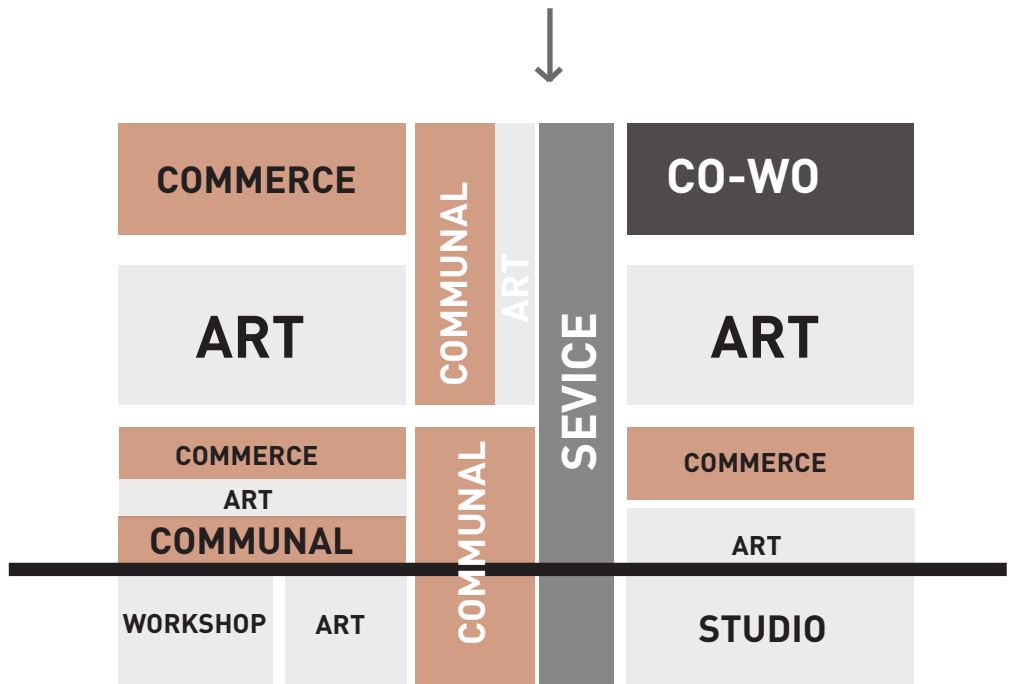 COMMERCE
COMMUNAL
ART
SEVICE
CO-WO
ART
ART
COMMERCE
ART
COMMUNAL
COMMUNAL
COMMERCE
ART
WORKSHOP
ART
STUDIO